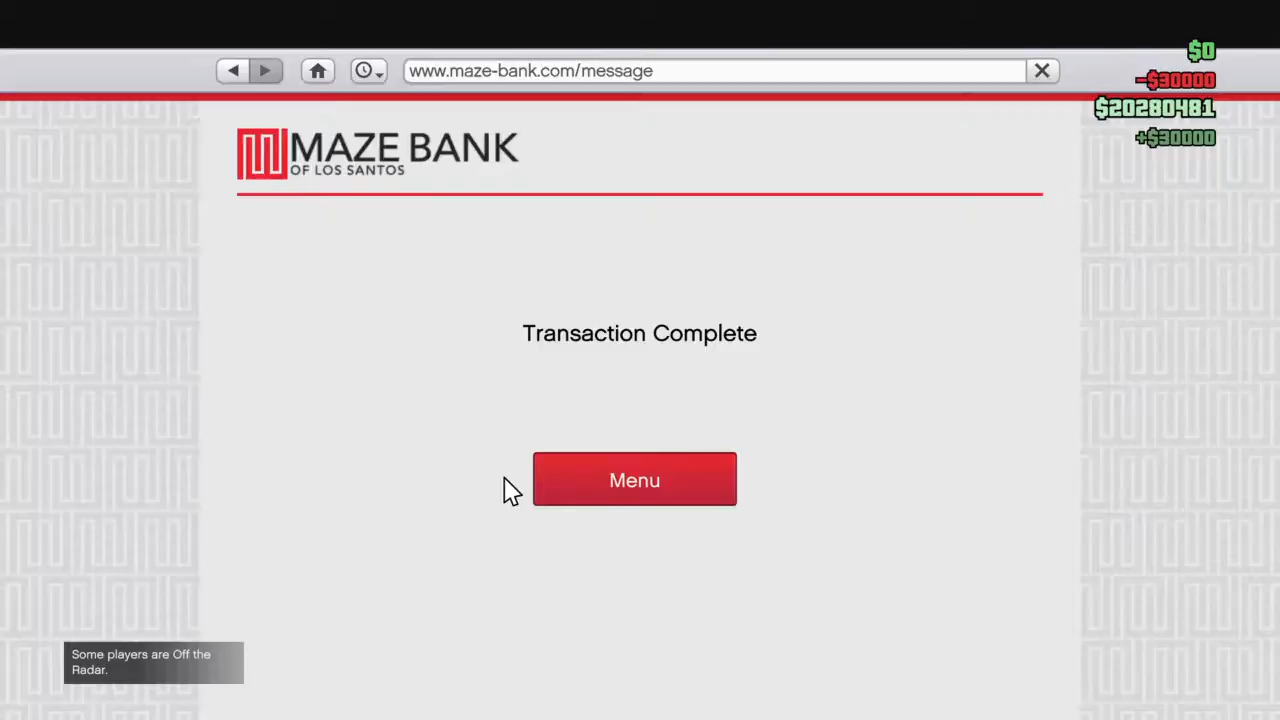 www.maze-bank.com/message
$0
-$30000
$20280481
+$30000
MAZE BANK
OF LOS SANTOS
Transaction Complete
Menu
Some players are Off the
Radar.